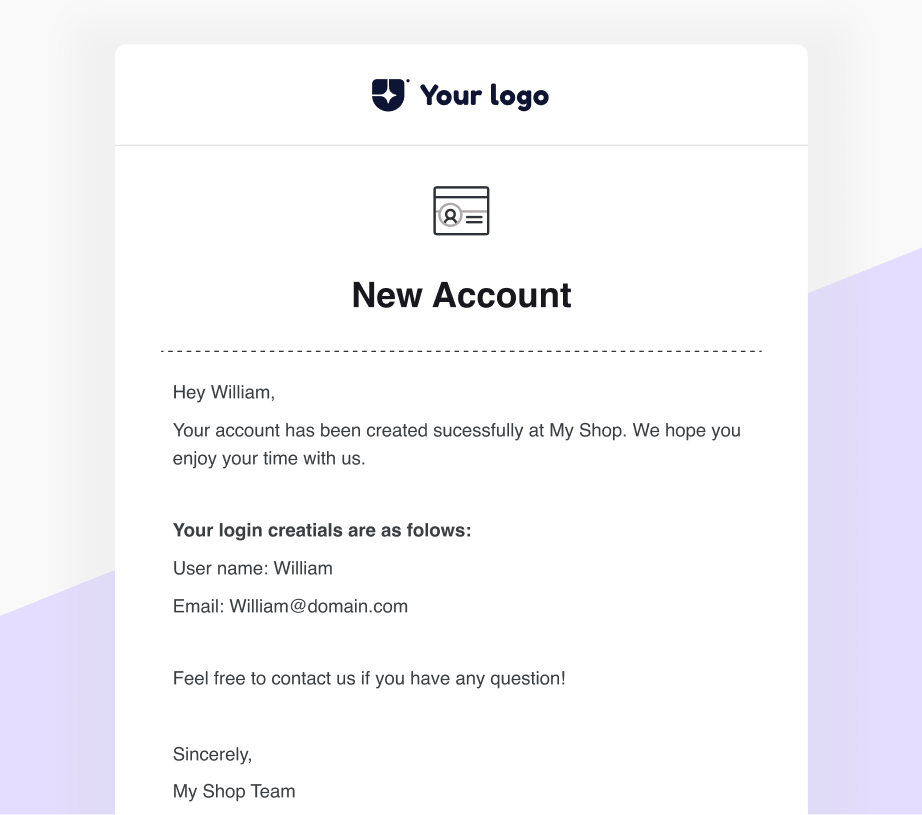 Your logo
New Account
Hey William,
Your account has been created sucessfully at My Shop. We hope you
enjoy your time with us.
Your login creatials are as folows:
User name: William
Email: William@domain.com
Feel free to contact us if you have any question!
Sincerely,
My Shop Team